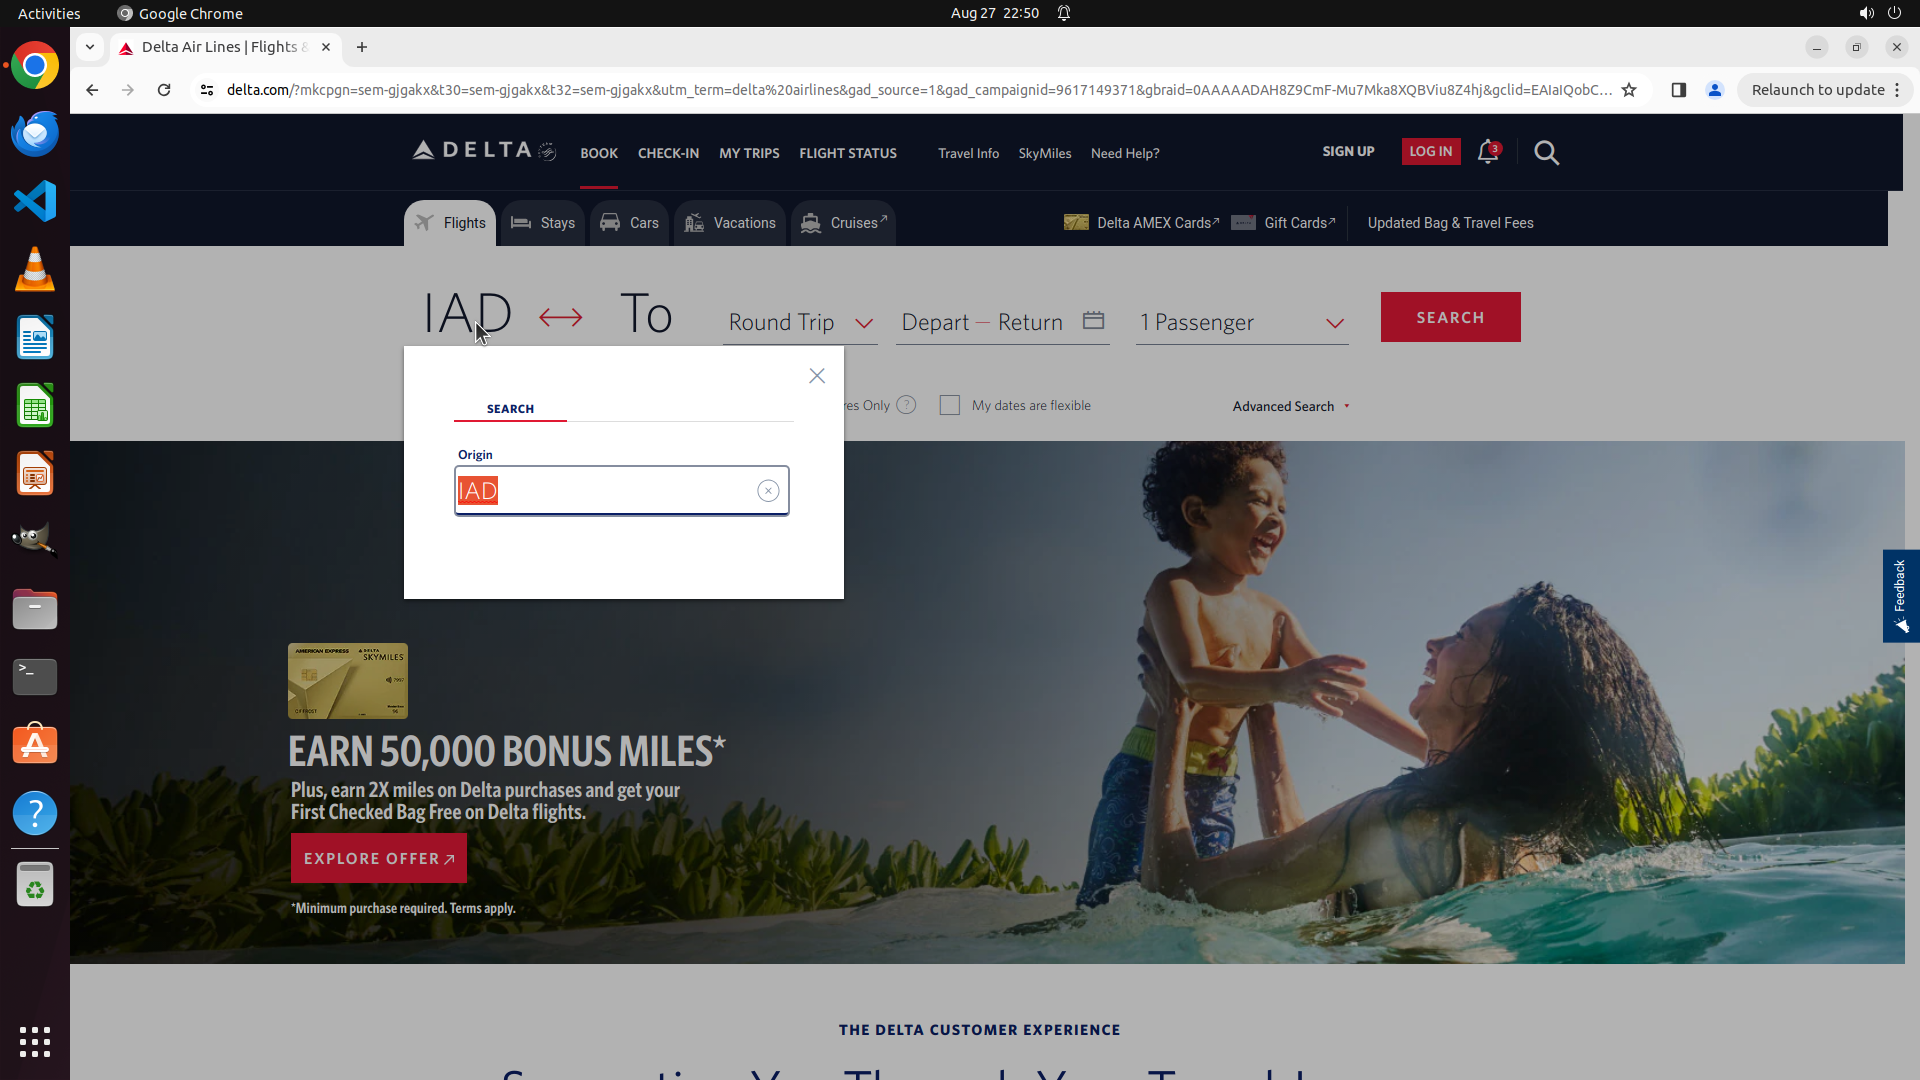 Activities
Google Chrome
Aug 27 22:50
Delta Air Lines | Flights &
delta.com/?mkcpgn=sem-gjgakx&t30=sem-gjgakx&t32=sem-gjgakx&utm_term=delta%20airlines&gad_source=1&gad_campaignid=9617149371&gbraid=0AAAAADAH8Z9CmF-Mu7Mka8XQBViu8Z4hj&gclid=EAIaIQobC...
Relaunch to update
DELTA
BOOK
CHECK-IN
MY TRIPS
FLIGHT STATUS
Travel Info
SkyMiles
Need Help?
SIGN UP
LOG IN
3
Flights
Stays
Cars
Vacations
Cruises
Delta AMEX Cards
Gift Cards
Updated Bag & Travel Fees
IAD
To
Round Trip
Depart — Return
1 Passenger
SEARCH
res Only
?
My dates are flexible
Advanced Search
SEARCH
Origin
IAD
Feedback
AMERICAN EXPRESS
DELTA
SKYMILES
EARN 50,000 BONUS MILES*
Plus, earn 2X miles on Delta purchases and get your
First Checked Bag Free on Delta flights.
EXPLORE OFFER
*Minimum purchase required. Terms apply.
THE DELTA CUSTOMER EXPERIENCE